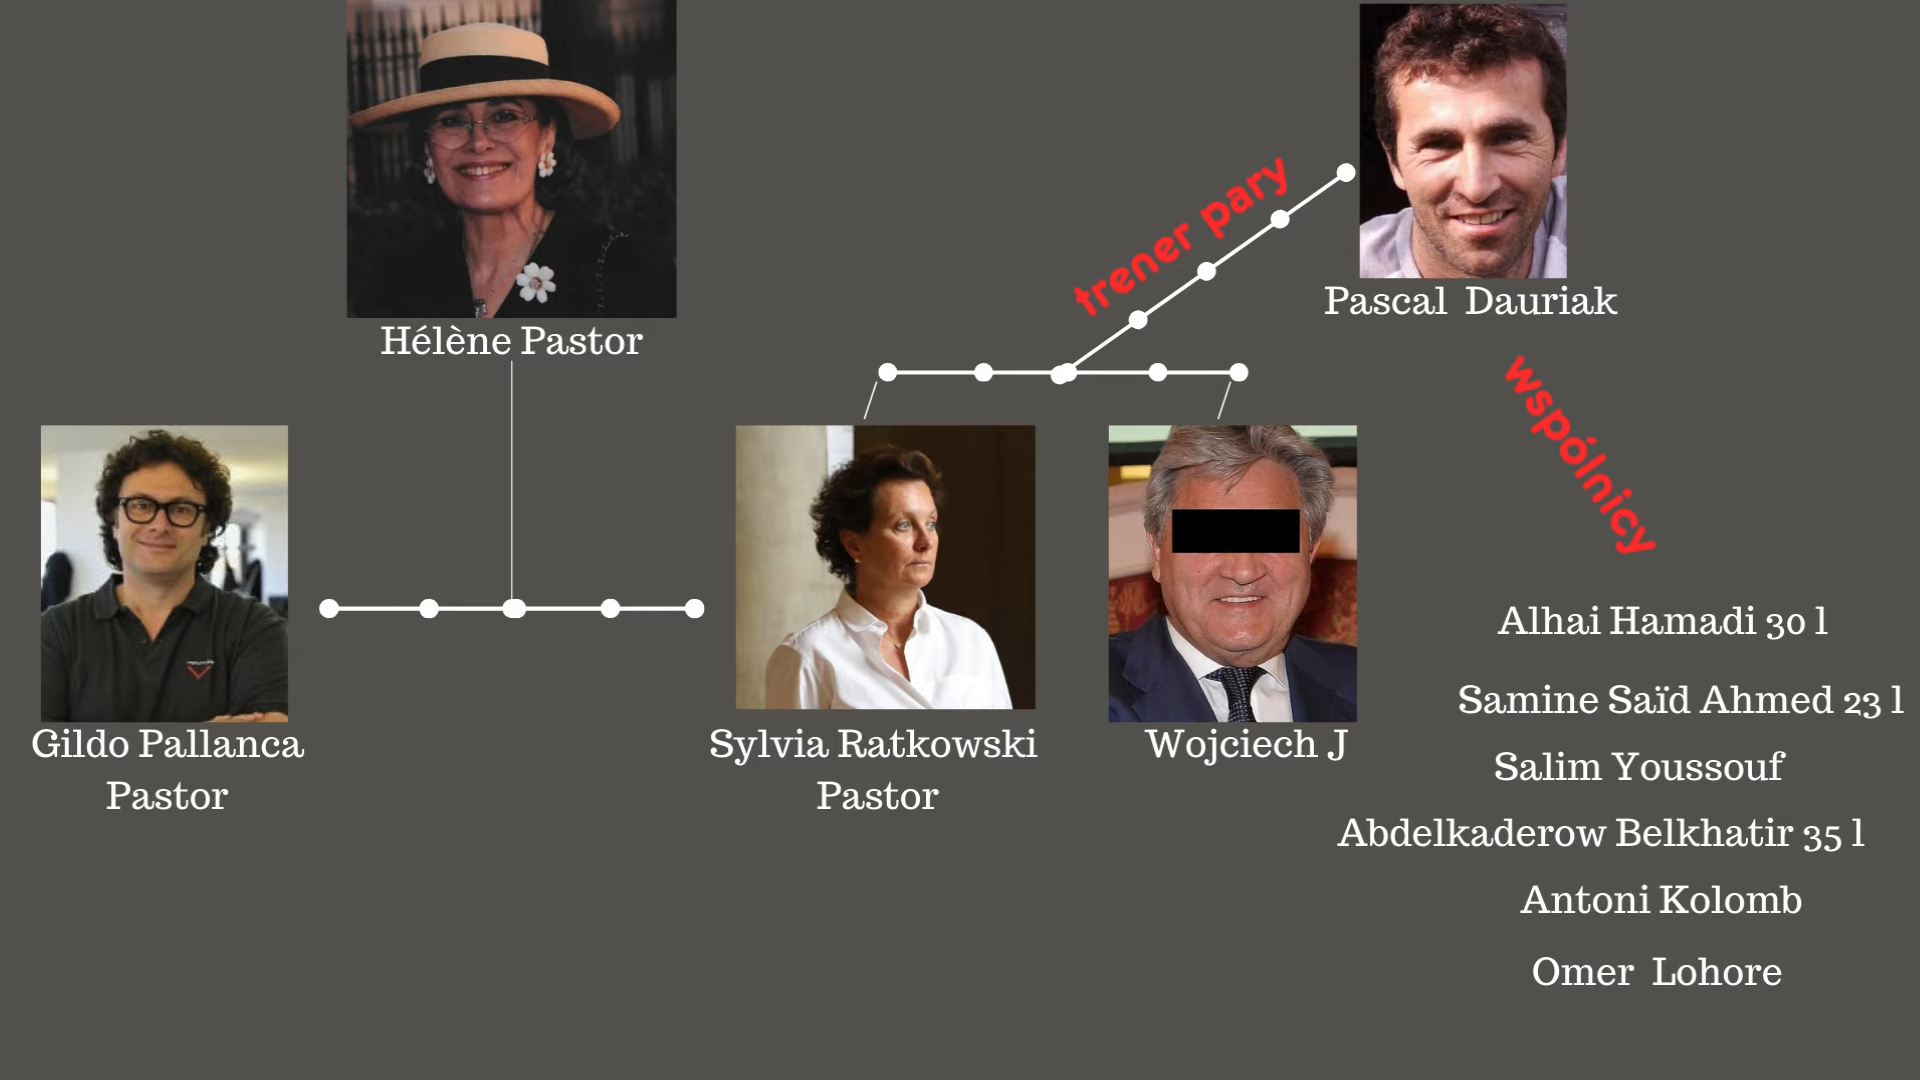 Hélène Pastor
trener pary
Pascal Dauriak
wspólnicy
Gildo Pallanca
Pastor
Sylvia Ratkowski
Pastor
Wojciech J
Alhai Hamadi 30 l
Samine Saïd Ahmed 23 l
Salim Youssouf
Abdelkaderow Belkhatir 35 l
Antoni Kolomb
Omer Lohore